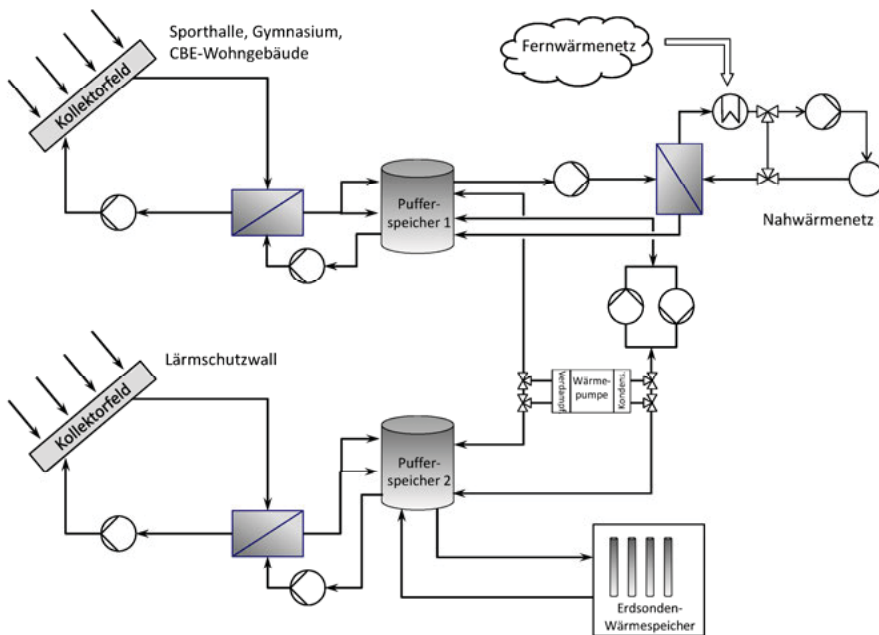 Sporthalle, Gymnasium,
CBE-Wohngebäude
Kollektorfeld
Fernwärmenetz
Puffer-
speicher 1
Nahwärmenetz
Lärmschutzwall
Kollektorfeld
Verdampf.
Wärme-
pumpe
Kondens.
Puffer-
speicher 2
Erdsonden-
Wärmespeicher